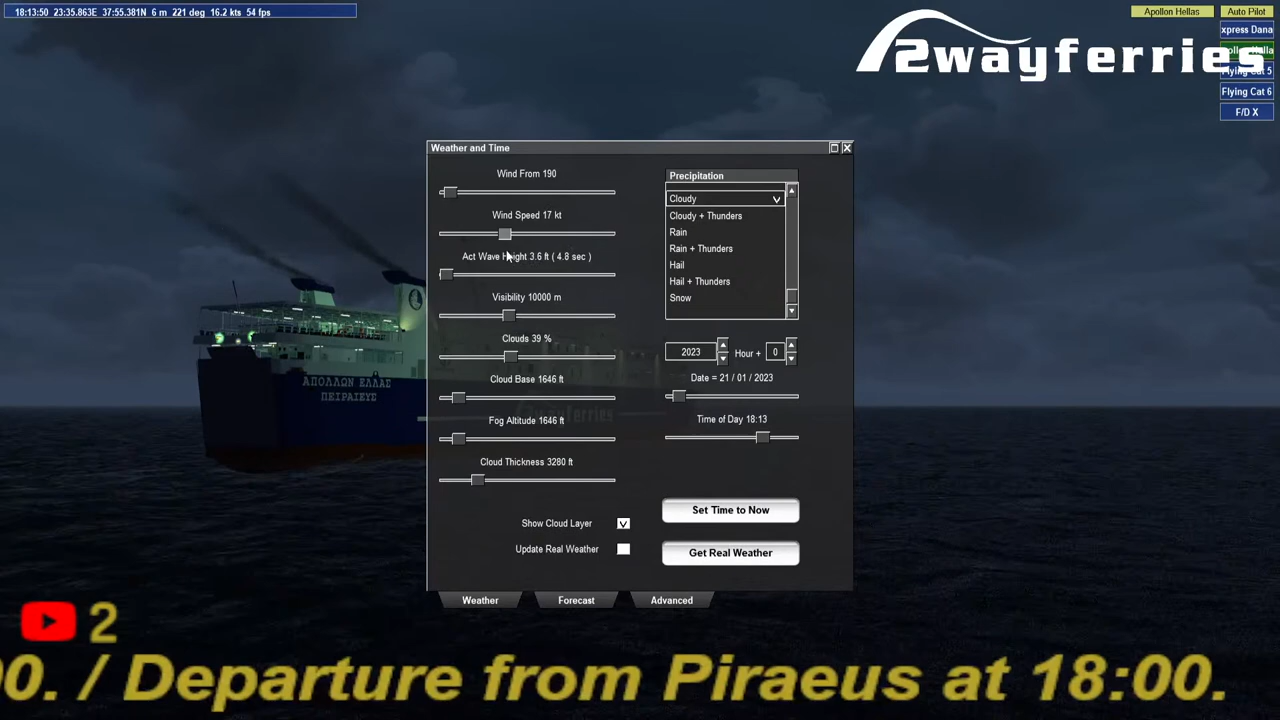 18:13:50 23:35.863E 37:55.381N 6 m 221 deg 16.2 kts 54 fps
Apollon Hellas
Auto Pilot
xpress Dana
Flying Cat 5
Flying Cat 6
F/D X
2wayferries
Weather and Time
Wind From 190
Wind Speed 17 kt
Act Wave Height 3.6 ft ( 4.8 sec )
Visibility 10000 m
Clouds 39 %
Cloud Base 1646 ft
Fog Altitude 1646 ft
Cloud Thickness 3280 ft
Show Cloud Layer
Update Real Weather
Precipitation
Cloudy
Cloudy + Thunders
Rain
Rain + Thunders
Hail
Hail + Thunders
Snow
2023 Hour + 0
Date = 21 / 01 / 2023
Time of Day 18:13
Set Time to Now
Get Real Weather
Weather
Forecast
Advanced
ΑΠΟΛΛΩΝ ΕΛΛΑΣ
ΠΕΙΡΑΙΕΥΣ
2wayferries
2
00. / Departure from Piraeus at 18:00.